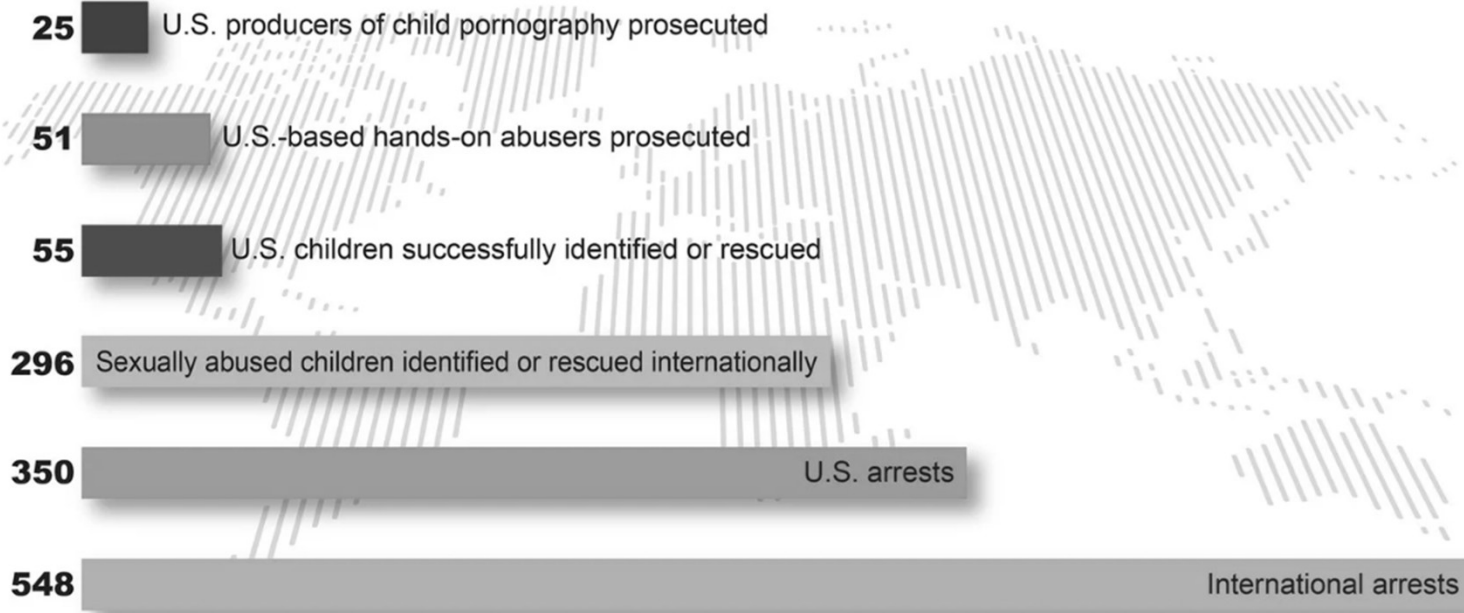 25 U.S. producers of child pornography prosecuted
51 U.S.-based hands-on abusers prosecuted
55 U.S. children successfully identified or rescued
296 Sexually abused children identified or rescued internationally
350 U.S. arrests
548 International arrests